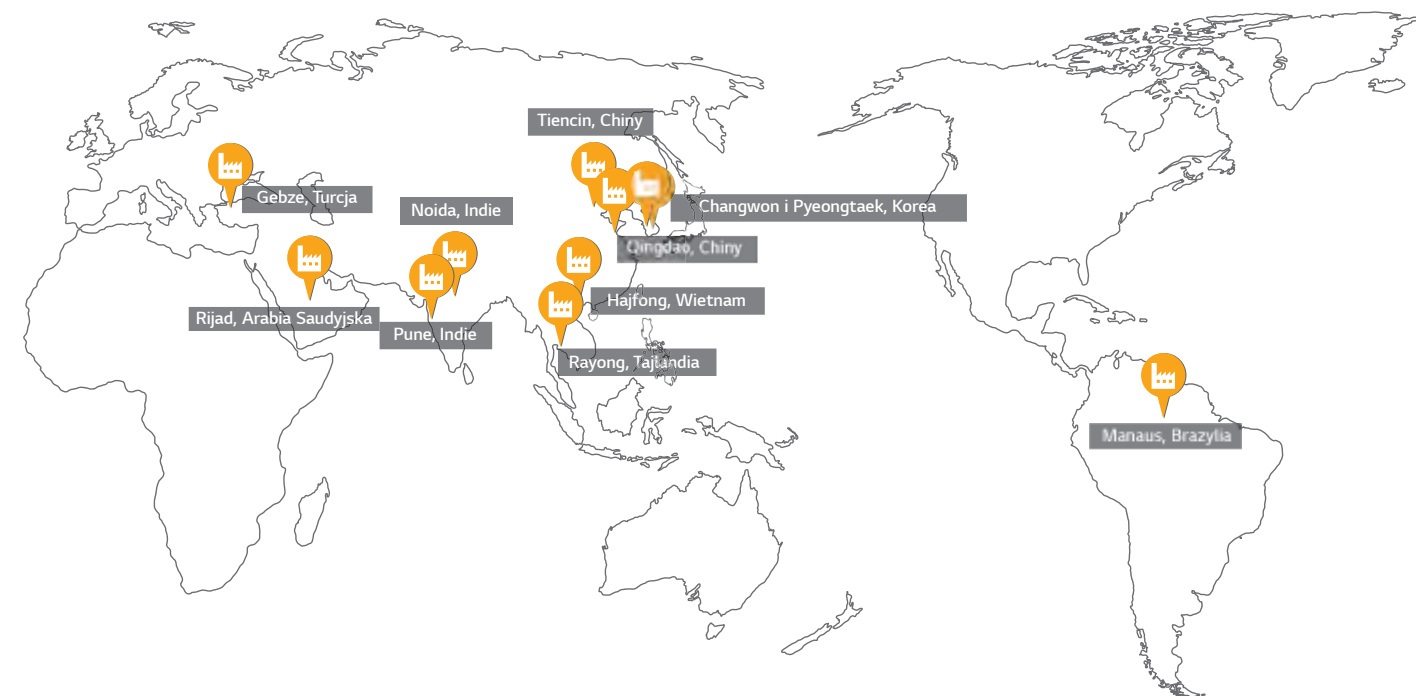 Tiencin, Chiny
Gebze, Turcja
Noida, Indie
Changwon i Pyeongtaek, Korea
Qingdao, Chiny
Hajfong, Wietnam
Rijad, Arabia Saudyjska
Pune, Indie
Rayong, Tajlandia
Manaus, Brazylia